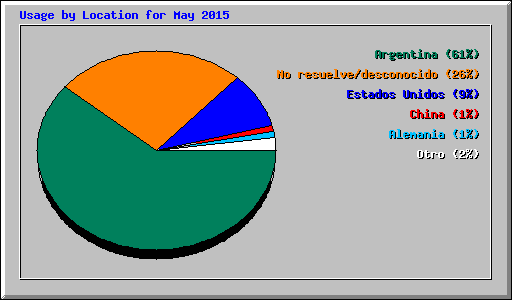 Usage by Location for May 2015
Argentina (61%)
No resuelve/desconocido (26%)
Estados Unidos (9%)
China (1%)
Alemania (1%)
Otro (2%)